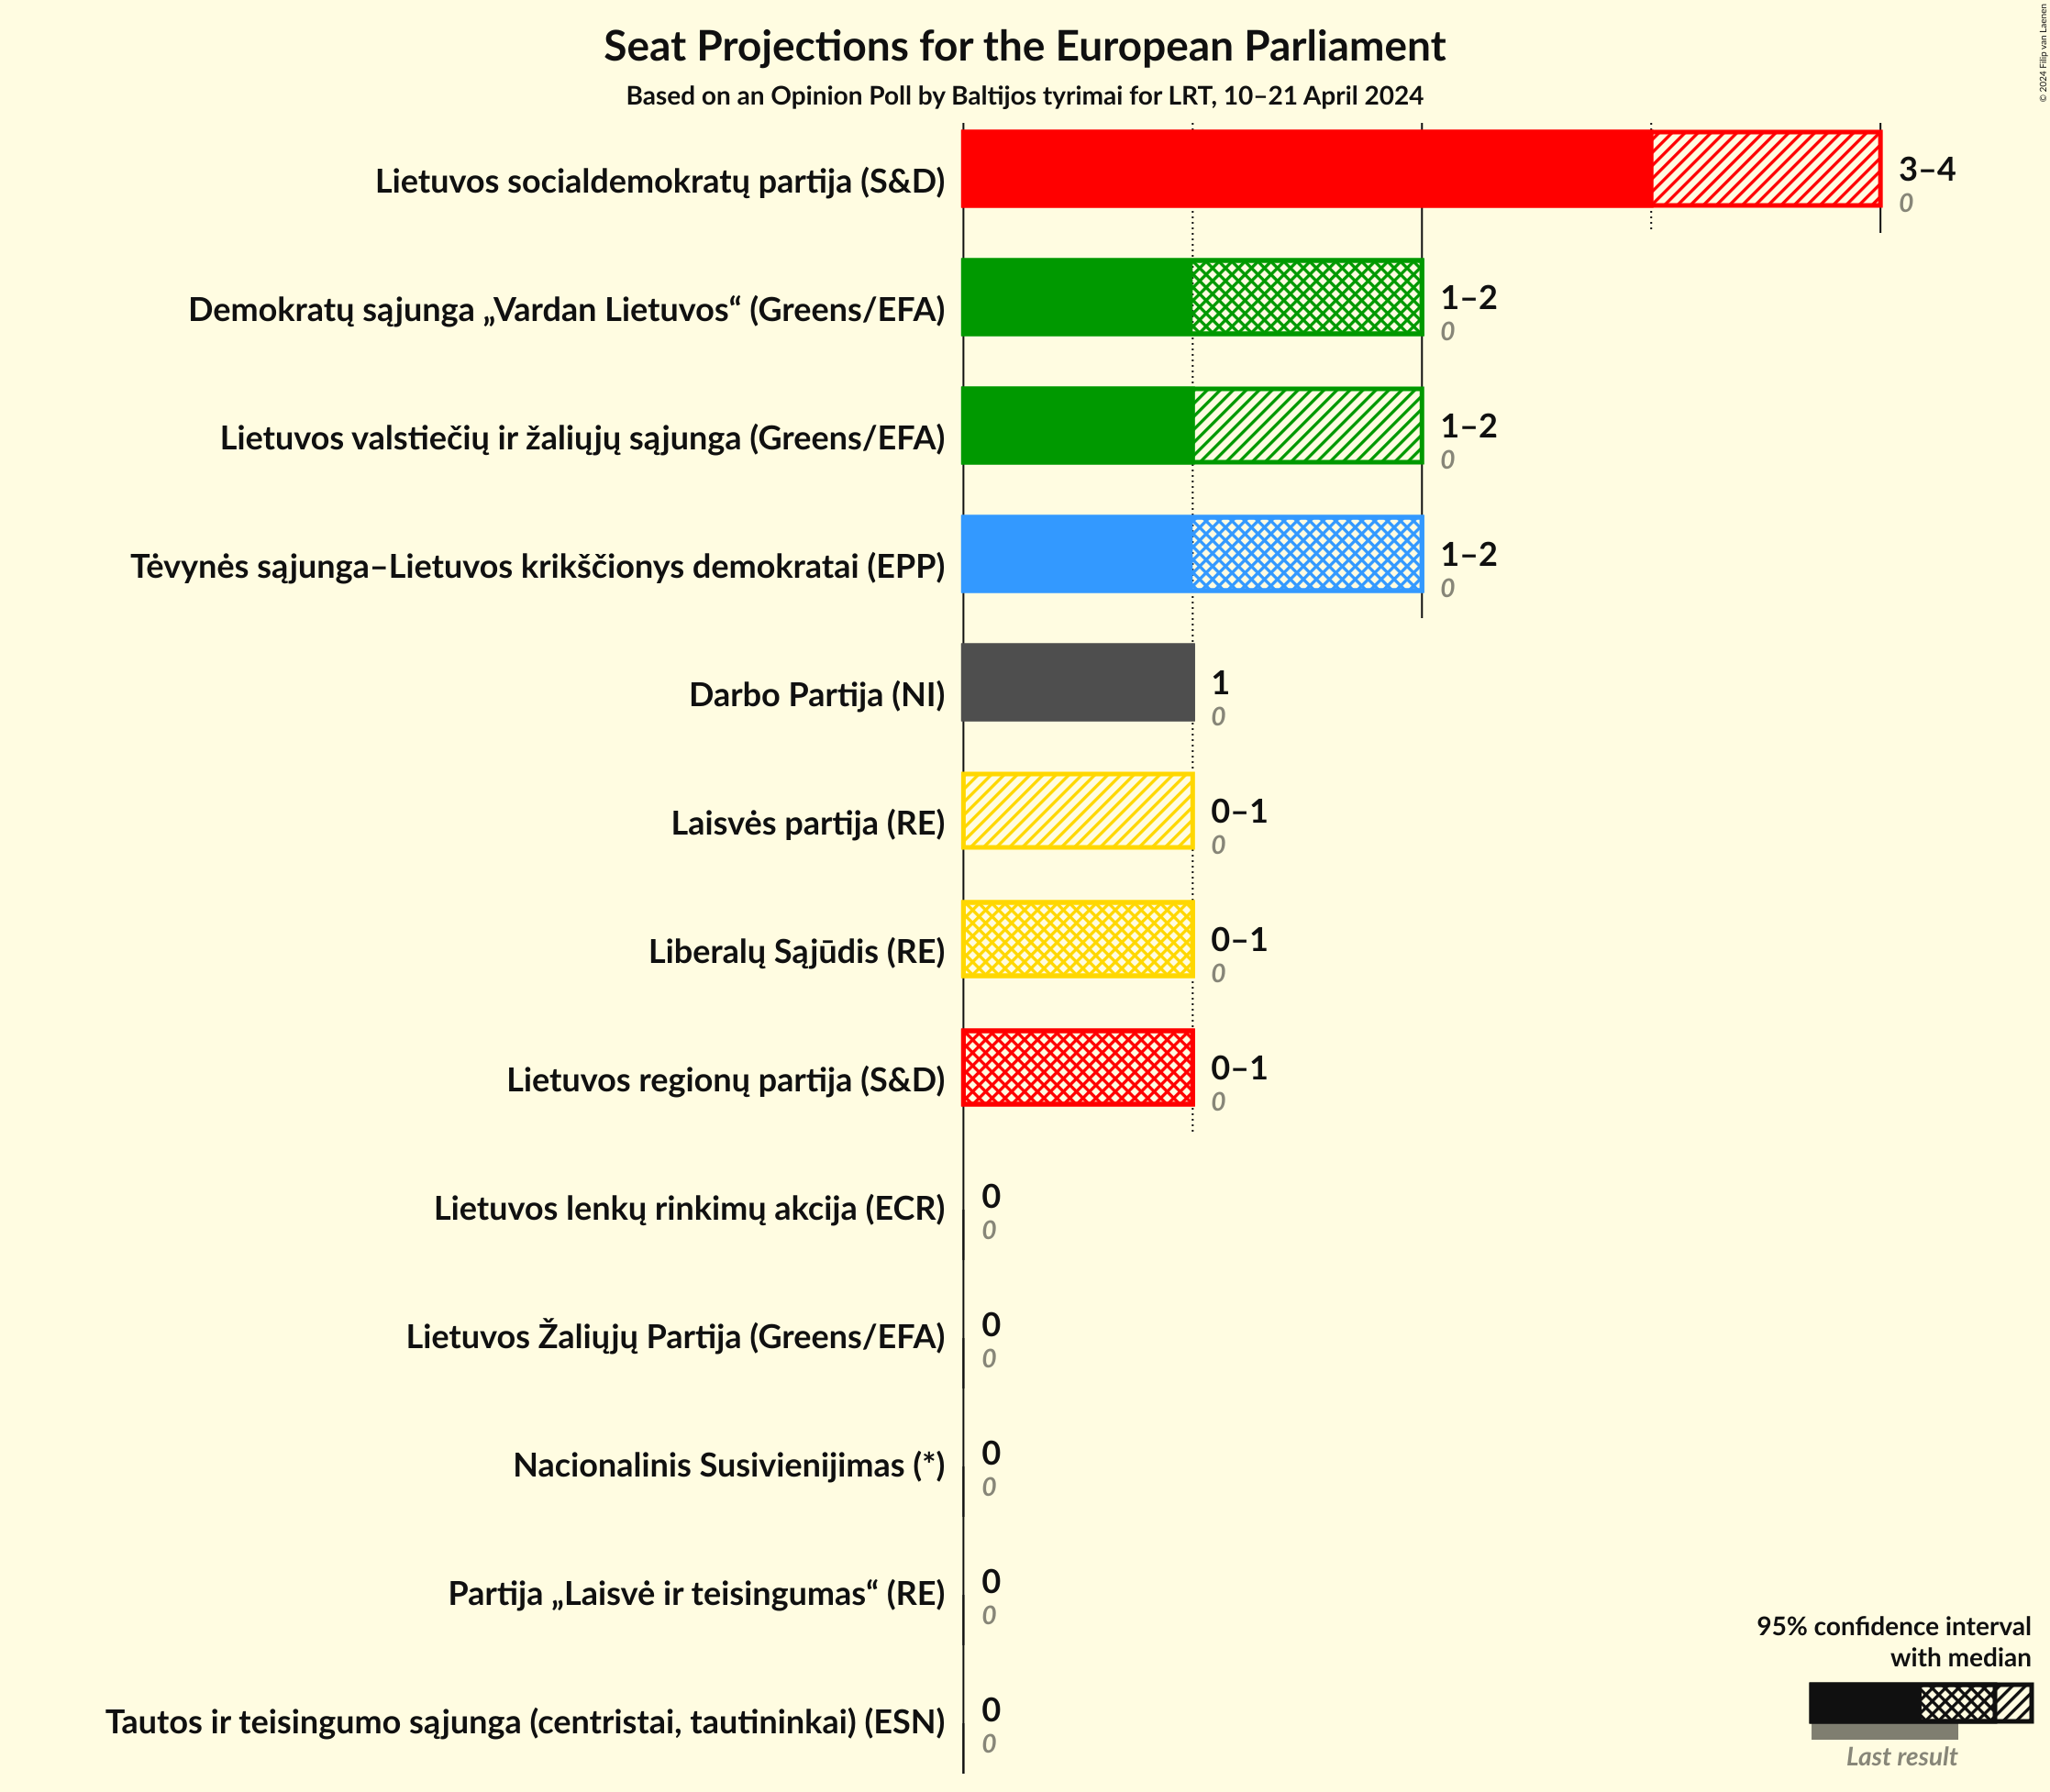 Seat Projections for the European Parliament
Based on an Opinion Poll by Baltijos tyrimai for LRT, 10–21 April 2024
© 2024 Filip van Laenen
Lietuvos socialdemokratų partija (S&D)
3–4
0
Demokratų sąjunga „Vardan Lietuvos“ (Greens/EFA)
1–2
0
Lietuvos valstiečių ir žaliųjų sąjunga (Greens/EFA)
1–2
0
Tėvynės sąjunga–Lietuvos krikščionys demokratai (EPP)
1–2
0
Darbo Partija (NI)
1
0
Laisvės partija (RE)
0–1
0
Liberalų Sąjūdis (RE)
0–1
0
Lietuvos regionų partija (S&D)
0–1
0
Lietuvos lenkų rinkimų akcija (ECR)
0
0
Lietuvos Žaliųjų Partija (Greens/EFA)
0
0
Nacionalinis Susivienijimas (*)
0
0
Partija „Laisvė ir teisingumas“ (RE)
0
0
Tautos ir teisingumo sąjunga (centristai, tautininkai) (ESN)
0
0
95% confidence interval
with median
Last result